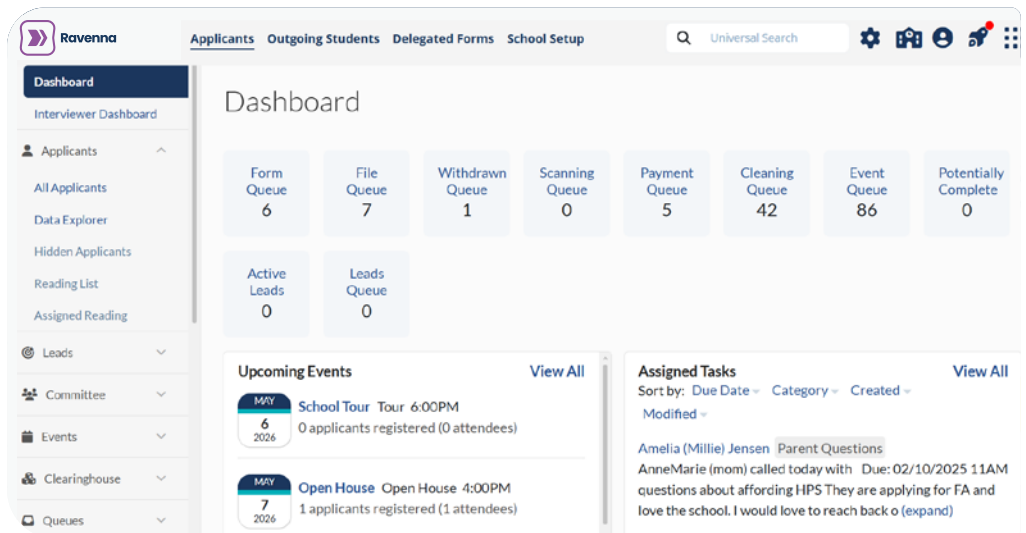 Ravenna
Applicants Outgoing Students Delegated Forms School Setup
Universal Search
Dashboard
Interviewer Dashboard
Applicants
All Applicants
Data Explorer
Hidden Applicants
Reading List
Assigned Reading
Leads
Committee
Events
Clearinghouse
Queues
Dashboard
Form
Queue
6
File
Queue
7
Withdrawn
Queue
1
Scanning
Queue
0
Payment
Queue
5
Cleaning
Queue
42
Event
Queue
86
Potentially
Complete
0
Active
Leads
0
Leads
Queue
0
Upcoming Events View All
MAY
6
2026
School Tour Tour 6:00PM
0 applicants registered (0 attendees)
MAY
7
2026
Open House Open House 4:00PM
1 applicants registered (1 attendees)
Assigned Tasks View All
Sort by: Due Date Category Created
Modified
Amelia (Millie) Jensen Parent Questions
AnneMarie (mom) called today with Due: 02/10/2025 11AM
questions about affording HPS They are applying for FA and
love the school. I would love to reach back o (expand)